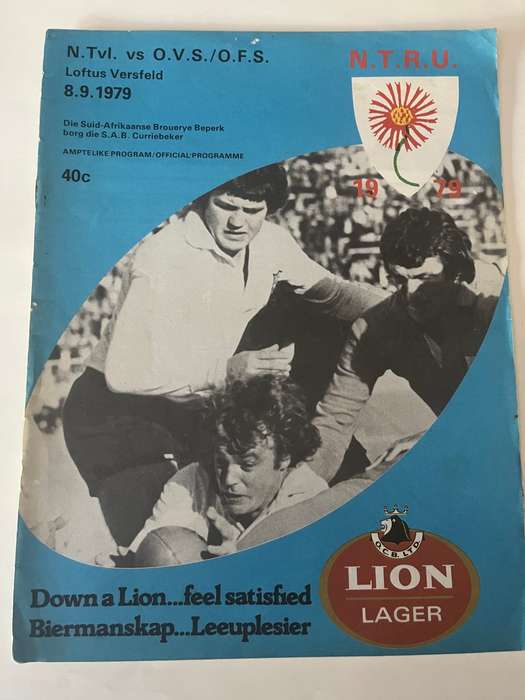 N.Tvl. vs O.V.S./O.F.S.
Loftus Versfeld
8.9.1979
Die Suid-Afrikaanse Brouerye Beperk
borg die S.A.B. Curriebeker
AMPTELIKE PROGRAM/OFFICIAL PROGRAMME
40c
N.T.R.U.
19 79
O.C.B. LTD.
LION
LAGER
Down a Lion...feel satisfied
Biermanskap...Leeuplesier